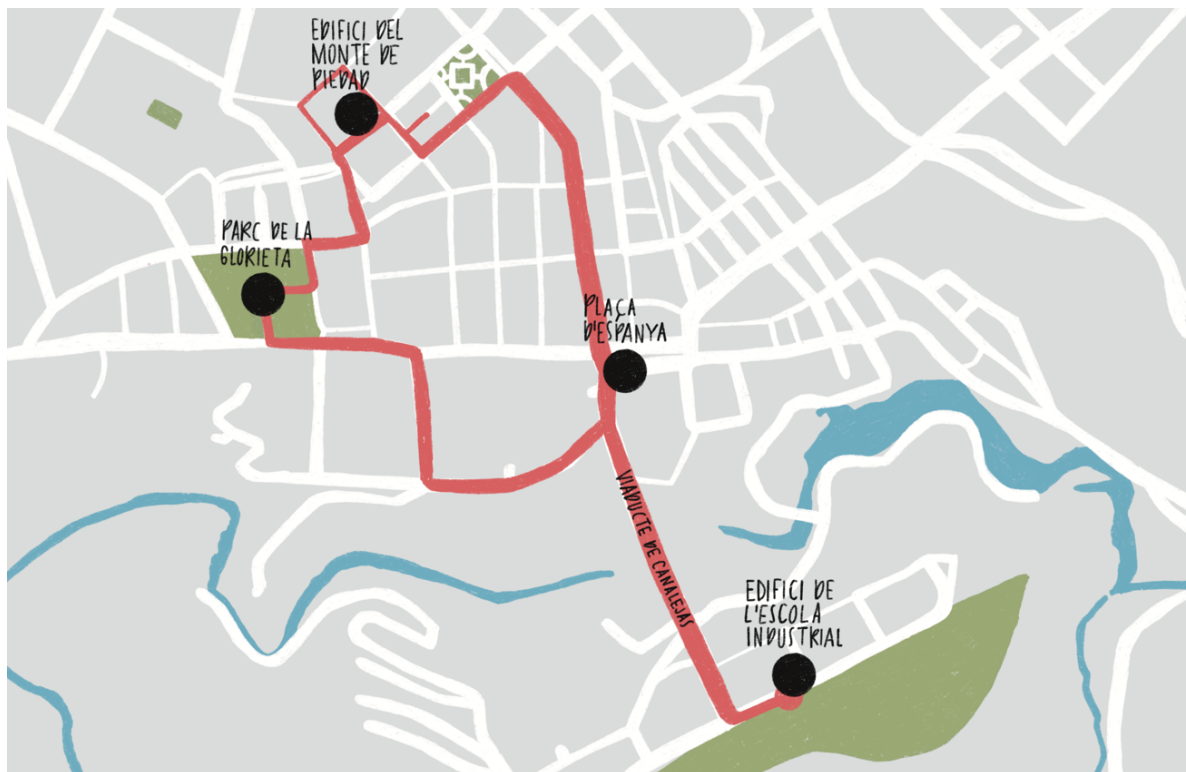 EDIFICI DEL
MONTE DE
PIEDAD
PARC DE LA
GLORIETA
PLAÇA
D'ESPANYA
VIADUCTE DE CANALEJAS
EDIFICI DE
L'ESCOLA
INDUSTRIAL